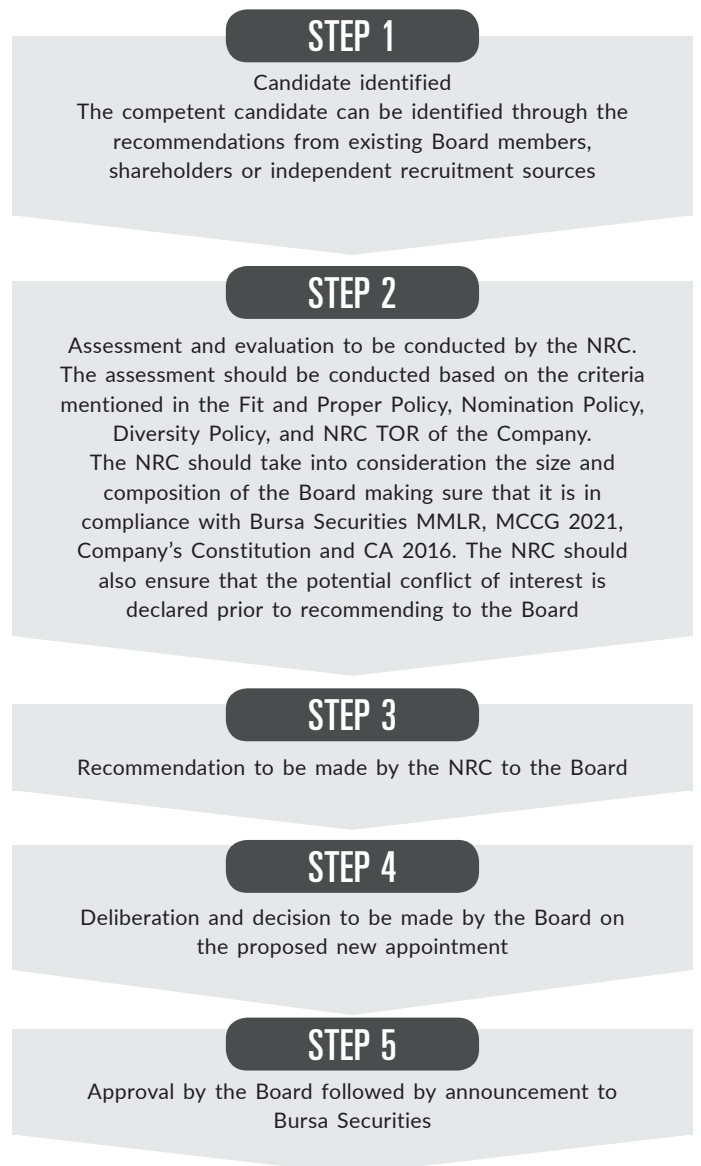 STEP 1
Candidate identified
The competent candidate can be identified through the
recommendations from existing Board members,
shareholders or independent recruitment sources
STEP 2
Assessment and evaluation to be conducted by the NRC.
The assessment should be conducted based on the criteria
mentioned in the Fit and Proper Policy, Nomination Policy,
Diversity Policy, and NRC TOR of the Company.
The NRC should take into consideration the size and
composition of the Board making sure that it is in
compliance with Bursa Securities MMLR, MCCG 2021,
Company’s Constitution and CA 2016. The NRC should
also ensure that the potential conflict of interest is
declared prior to recommending to the Board
STEP 3
Recommendation to be made by the NRC to the Board
STEP 4
Deliberation and decision to be made by the Board on
the proposed new appointment
STEP 5
Approval by the Board followed by announcement to
Bursa Securities